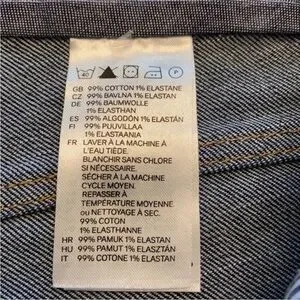 GB 99% COTTON 1% ELASTANE
CZ 99% BAVLNA 1% ELASTAN
DE 99% BAUMWOLLE
1% ELASTHAN
ES 99% ALGODÓN 1% ELASTÁN
FI 99% PUUVILLAA
1% ELASTAANIA
FR LAVER À LA MACHINE À
L'EAU TIÈDE.
BLANCHIR SANS CHLORE
SI NÉCESSAIRE.
SÉCHER À LA MACHINE
CYCLE MOYEN.
REPASSER À
TEMPÉRATURE MOYENNE
OU NETTOYAGE À SEC.
99% COTON
1% ELASTHANNE
HR 99% PAMUK 1% ELASTAN
HU 99% PAMUT 1% ELASZTÁN
IT 99% COTONE 1% ELASTAN